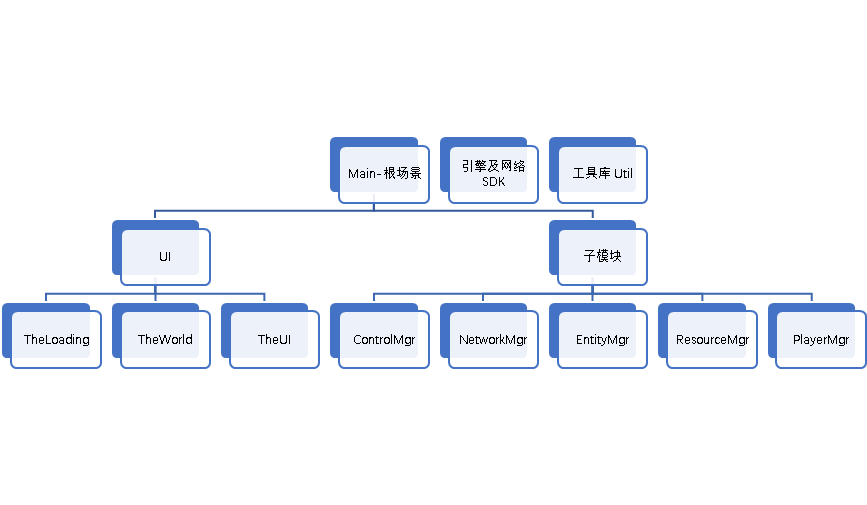 Main-根场景
引擎及网络
SDK
工具库 Util
UI
子模块
TheLoading
TheWorld
TheUI
ControlMgr
NetworkMgr
EntityMgr
ResourceMgr
PlayerMgr